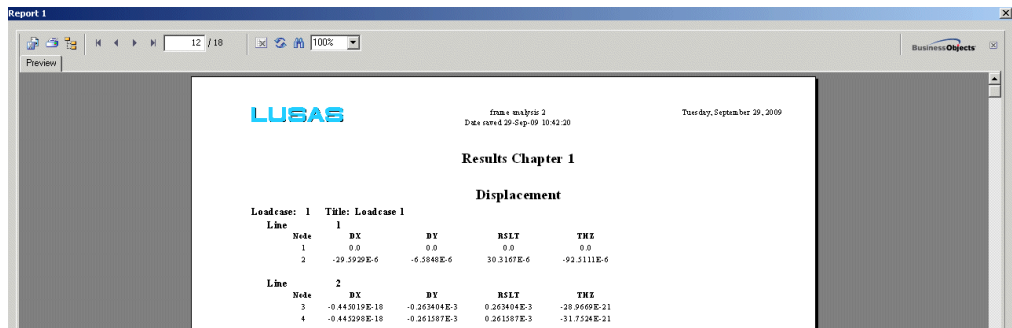 Report 1
12 / 18 100% BusinessObjects
Preview
LUSAS frame analysis 2 Tuesday, September 29, 2009
Date saved 29-Sep-09 10:42:20
Results Chapter 1
Displacement
Loadcase: 1 Title: Loadcase 1
Line 1
Node DX DY RSLT THZ
1 0.0 0.0 0.0 0.0
2 -29.5929E-6 -6.5848E-6 30.3167E-6 -92.5111E-6
Line 2
Node DX DY RSLT THZ
3 -0.445019E-18 -0.263404E-3 0.263404E-3 -28.9669E-21
4 -0.445298E-18 -0.261587E-3 0.261587E-3 -31.7524E-21